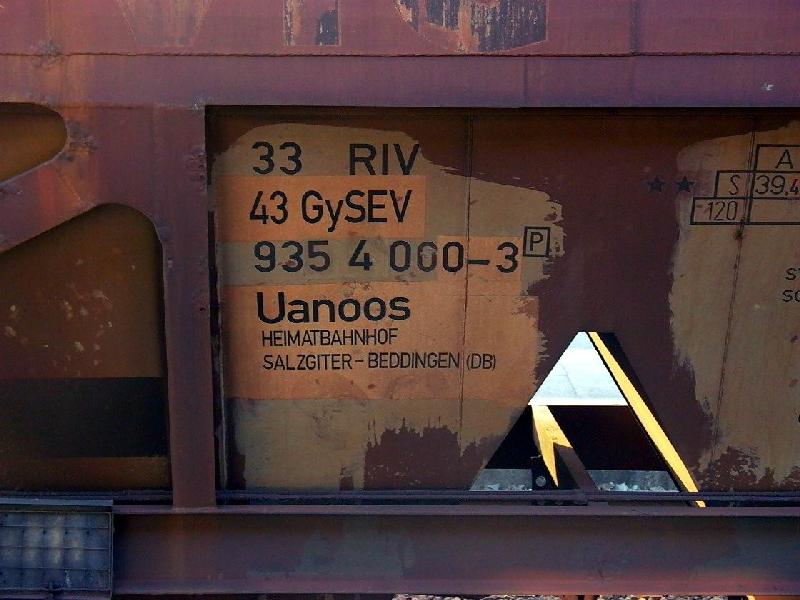 33 RIV
43 GySEV
935 4 000-3 P
Uanoos
HEIMATBAHNHOF
SALZGITER-BEDDINGEN (DB)
A
S 39,4
120